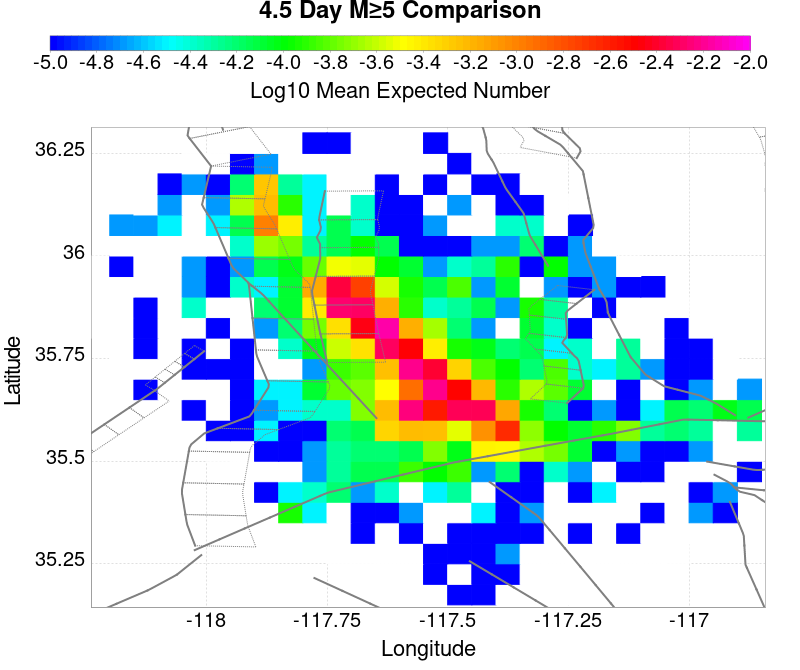 4.5 Day M≥5 Comparison
-5.0 -4.8 -4.6 -4.4 -4.2 -4.0 -3.8 -3.6 -3.4 -3.2 -3.0 -2.8 -2.6 -2.4 -2.2 -2.0
Log10 Mean Expected Number
36.25
36
35.75
35.5
35.25
Latitude
-118 -117.75 -117.5 -117.25 -117
Longitude